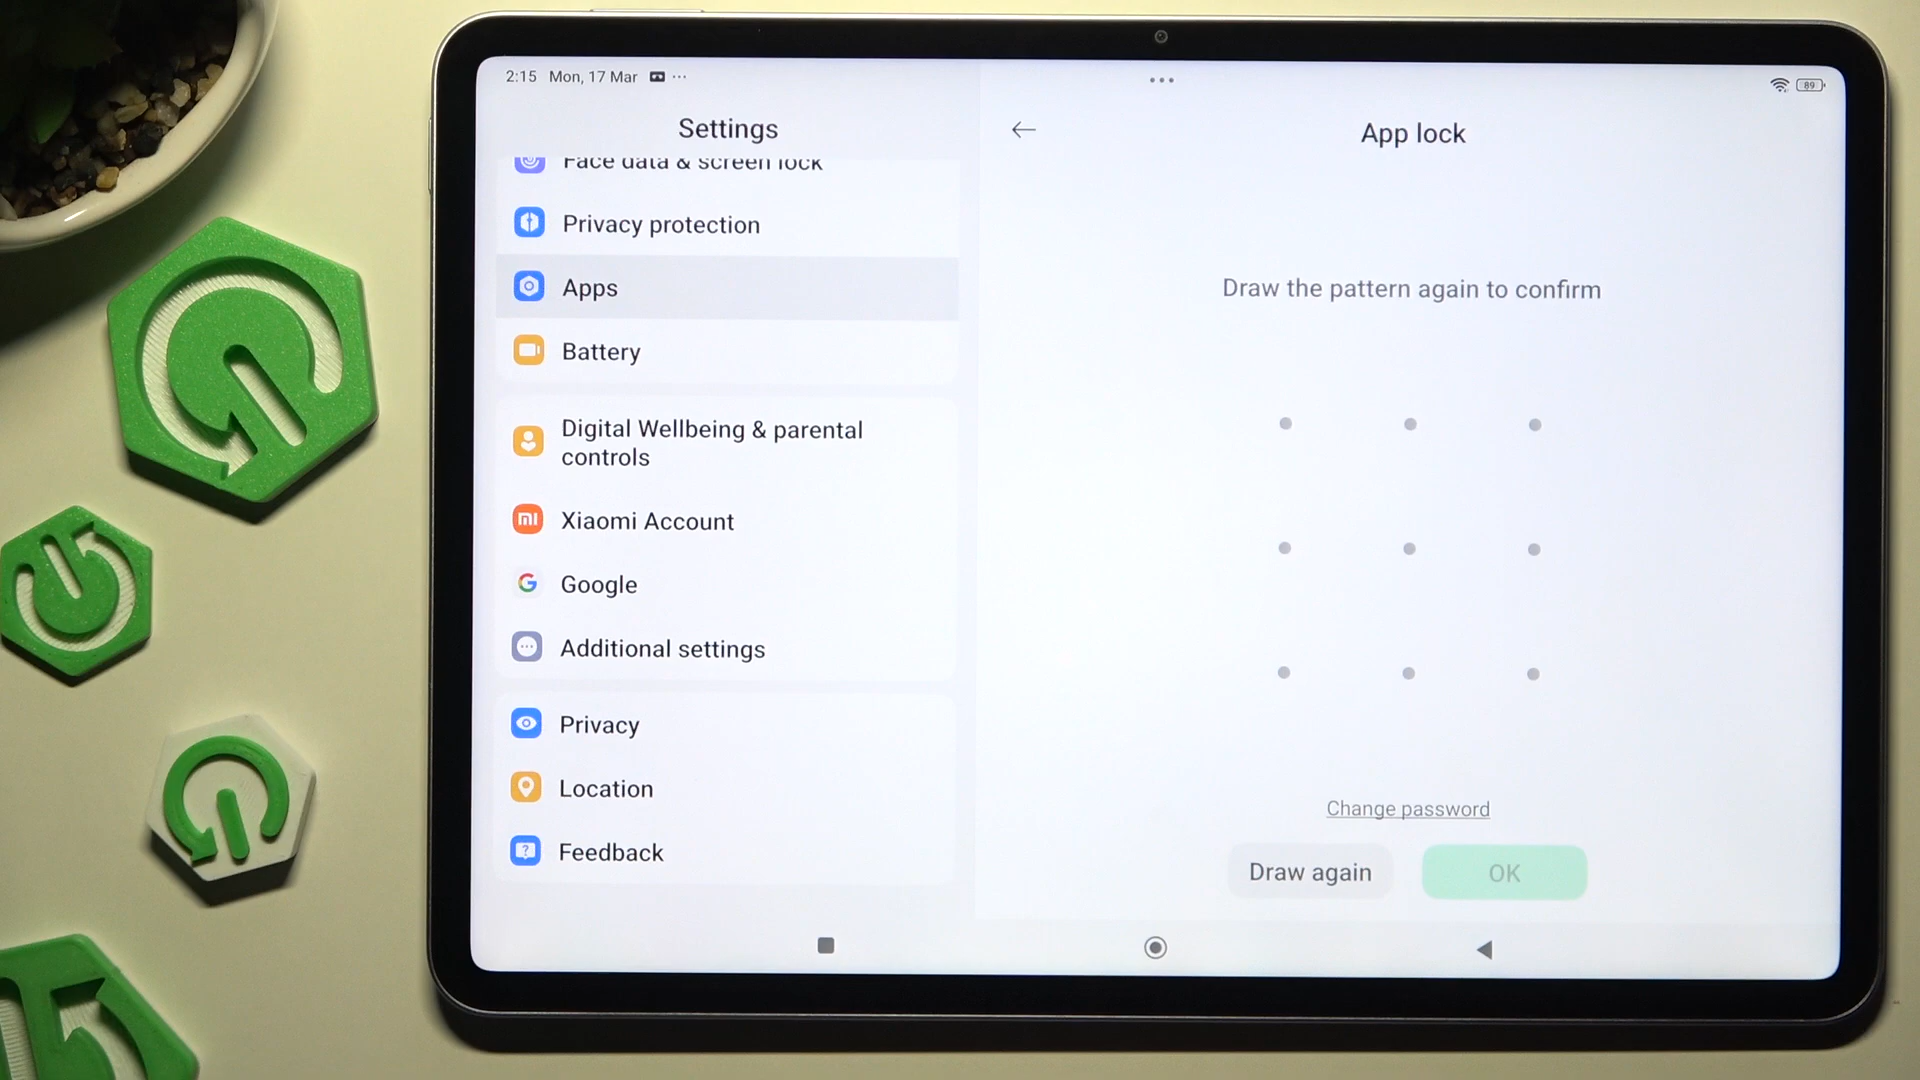 2:15 Mon, 17 Mar
89
Settings
Face data & screen lock
Privacy protection
Apps
Battery
Digital Wellbeing & parental
controls
Xiaomi Account
Google
Additional settings
Privacy
Location
Feedback
App lock
Draw the pattern again to confirm
Change password
Draw again
OK